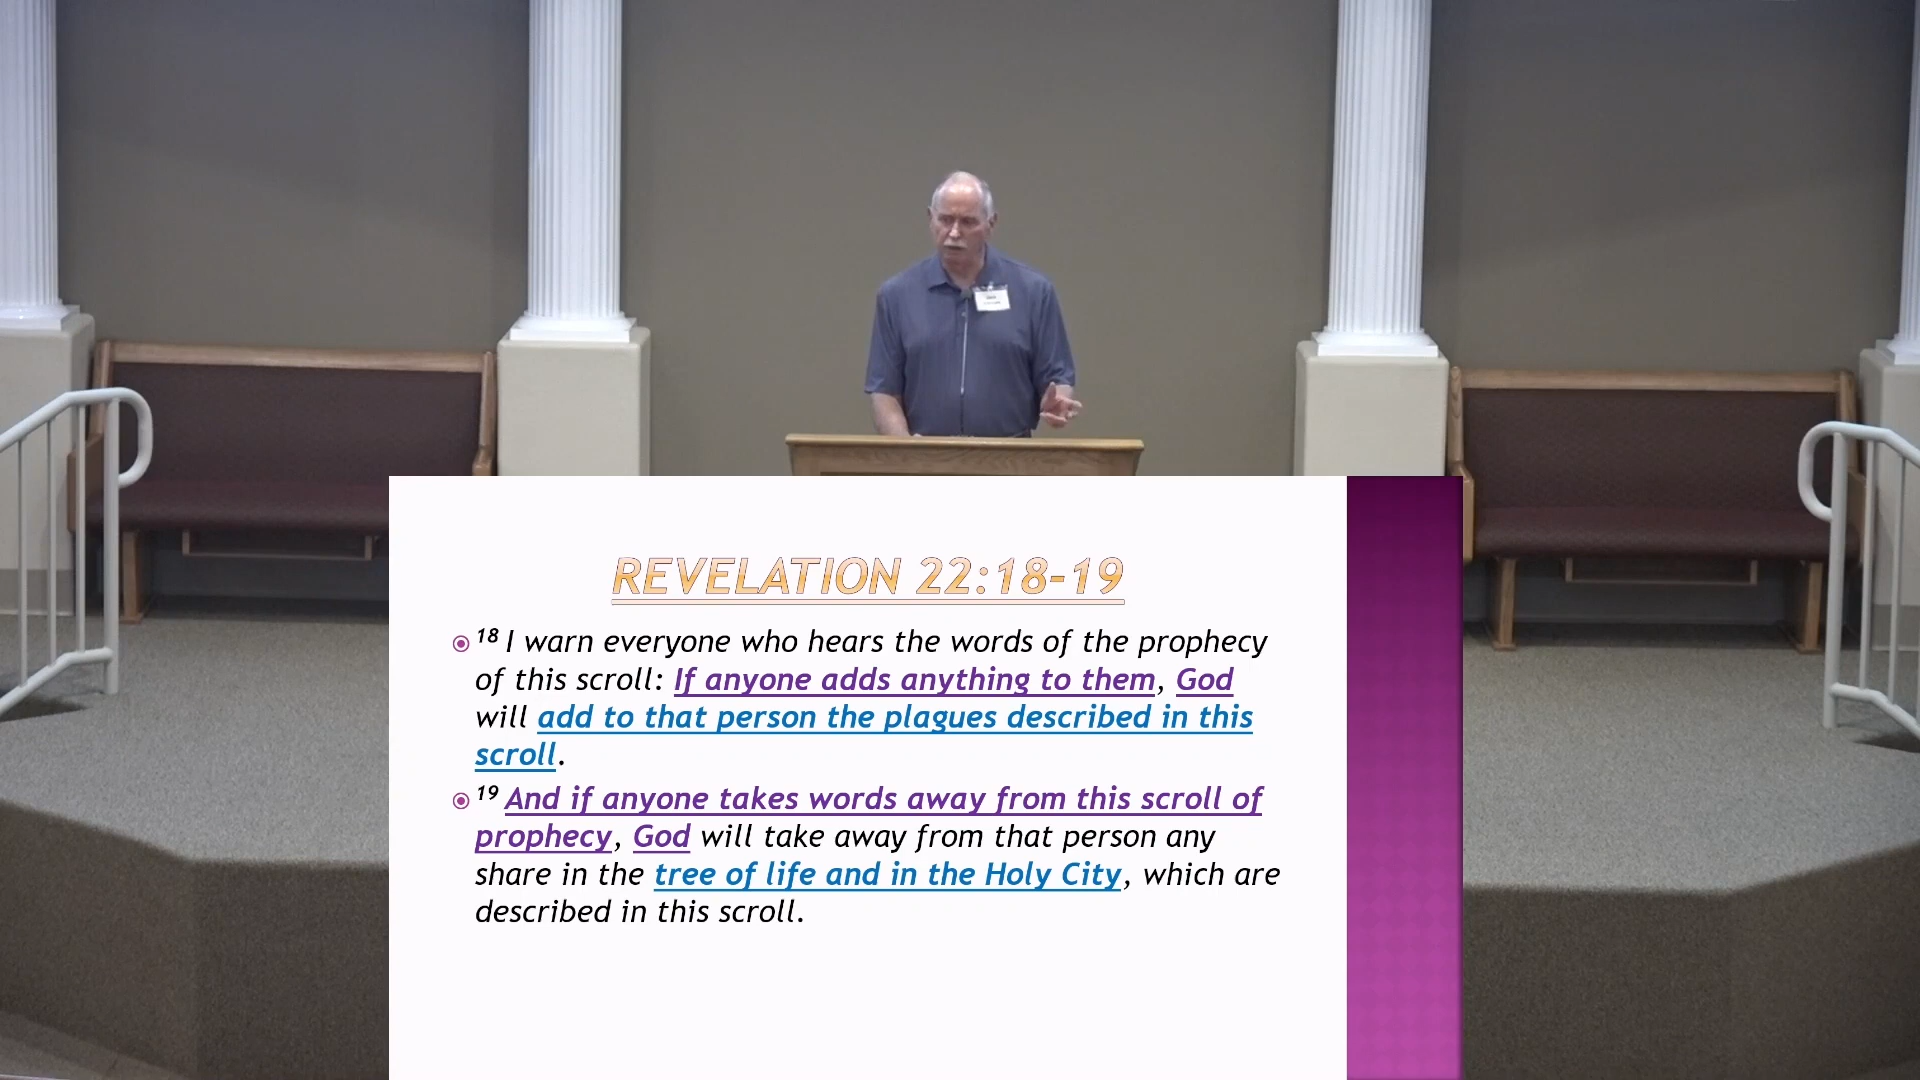 REVELATION 22:18-19
18 I warn everyone who hears the words of the prophecy
of this scroll: If anyone adds anything to them, God
will add to that person the plagues described in this
scroll.
19 And if anyone takes words away from this scroll of
prophecy, God will take away from that person any
share in the tree of life and in the Holy City, which are
described in this scroll.